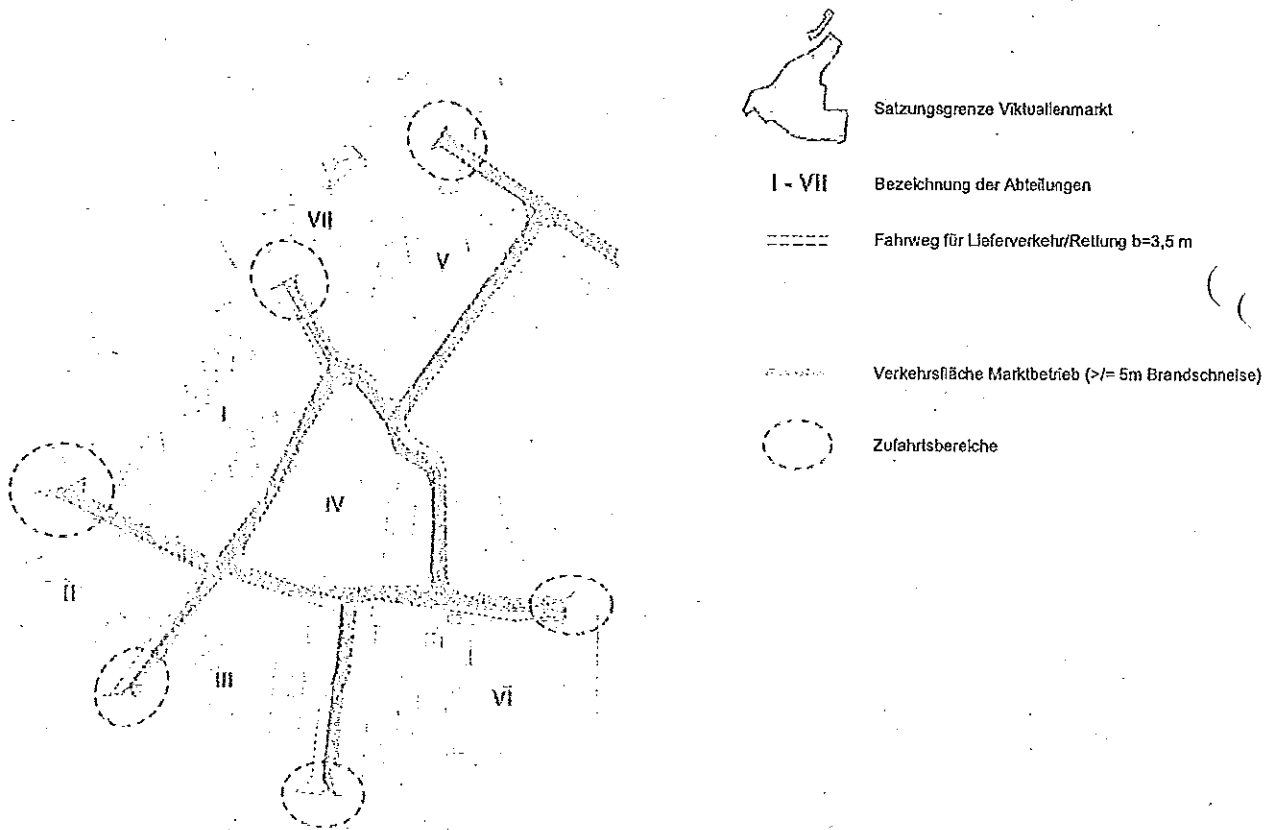 Satzungsgrenze Viktualienmarkt
I - VII Bezeichnung der Abteilungen
Fahrweg für Lieferverkehr/Rettung b=3,5 m
Verkehrsfläche Marktbetrieb (>/= 5m Brandschneise)
Zufahrtsbereiche
VII
V
I
IV
II
III
VI